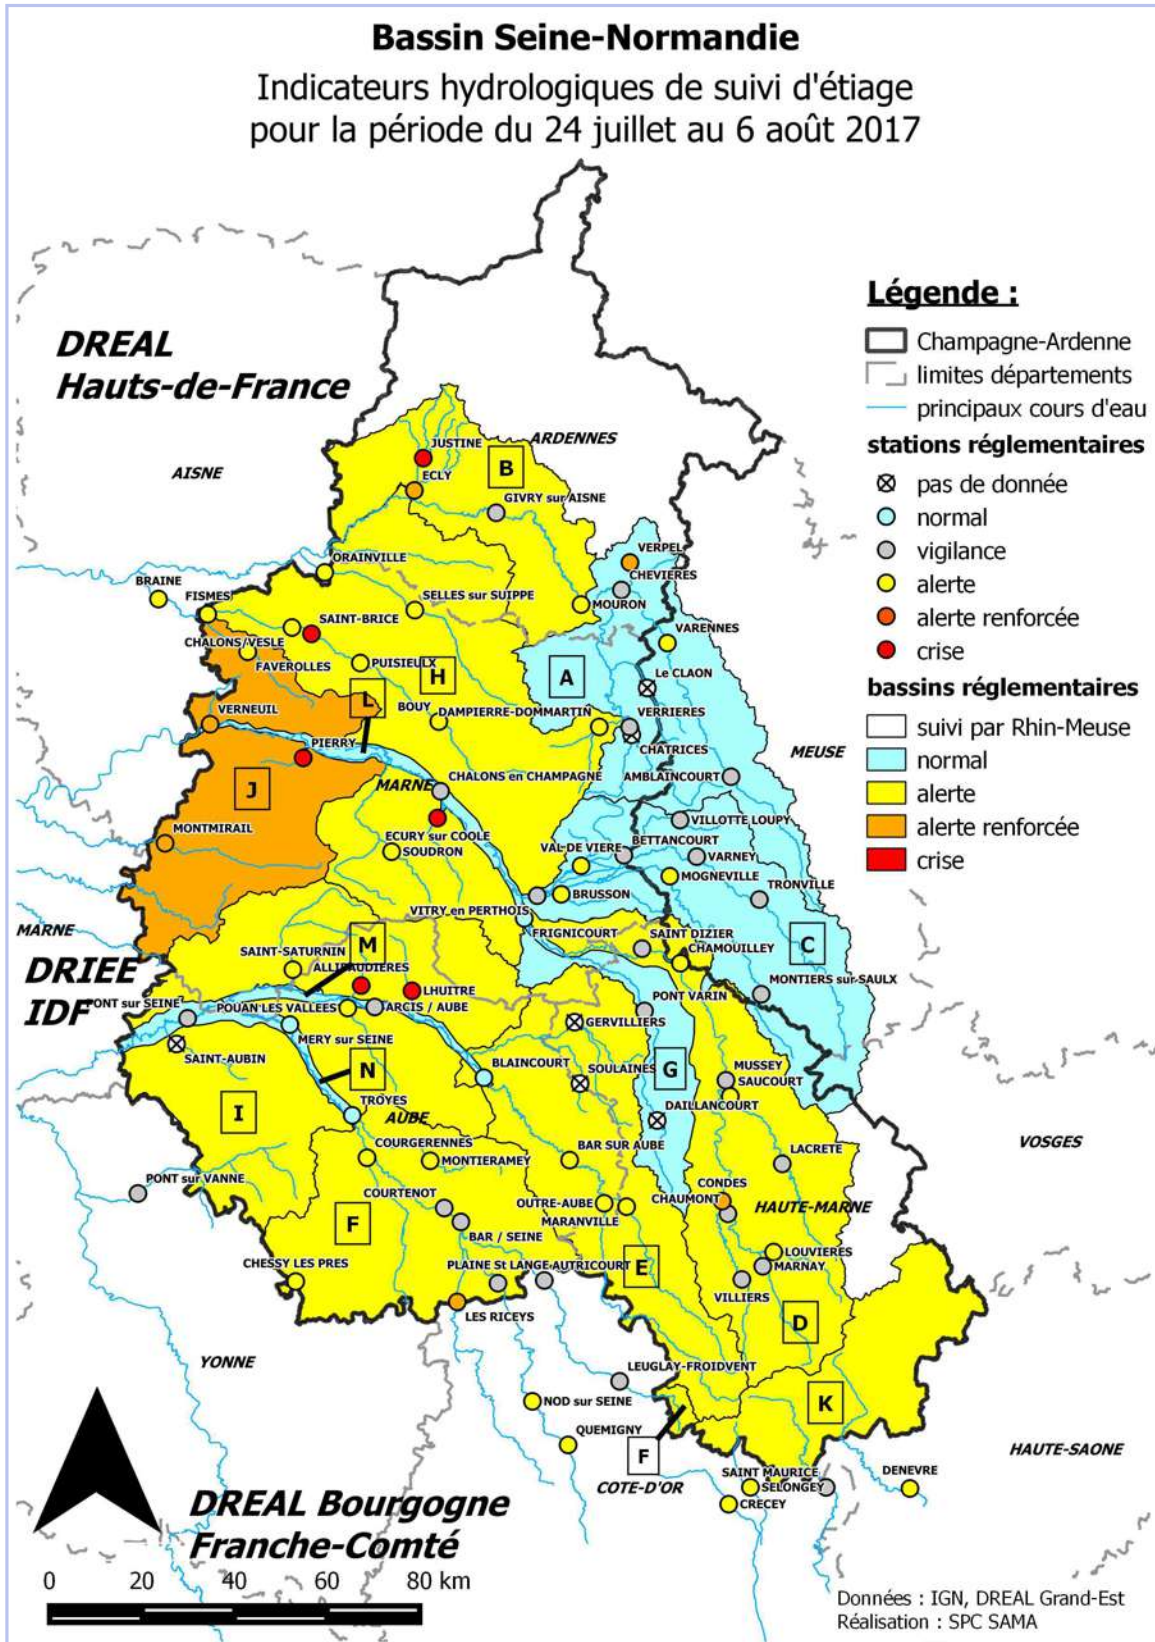 Bassin Seine-Normandie
Indicateurs hydrologiques de suivi d'étiage
pour la période du 24 juillet au 6 août 2017
Légende :
Champagne-Ardenne
limites départements
principaux cours d'eau
stations réglementaires
pas de donnée
normal
vigilance
alerte
alerte renforcée
crise
bassins réglementaires
suivi par Rhin-Meuse
normal
alerte
alerte renforcée
crise
DREAL
Hauts-de-France
AISNE
ARDENNES
JUSTINE
B
ECLY
GIVRY sur AISNE
VERPEL
ORAINVILLE
CHEVIERES
BRAINE
FISMES
SELLES sur SUIPPE
MOURON
SAINT-BRICE
VARENNES
CHALONS/VESLE
FAVEROLLES
PUISIEULX
H
A
Le CLAON
L
VERNEUIL
BOUY
DAMPIERRE-DOMMARTIN
VERRIERES
PIERRY
CHATRICES
MEUSE
CHALONS en CHAMPAGNE
AMBLAINCOURT
MARNE
J
ECURY sur COOLE
VILLOTTE LOUPY
MONTMIRAIL
SOUDRON
BETTANCOURT
VAL DE VIERE
VARNEY
MOGNEVILLE
BRUSSON
TRONVILLE
VITRY en PERTHOIS
MARNE
FRIGNICOURT
SAINT DIZIER
CHAMOUILLEY
C
M
SAINT-SATURNIN
DRIEE
IDF
ALLIBAUDIERES
LHUITRE
MONTIERS sur-SAULX
PONT sur SEINE
POUAN LES VALLEES
ARCIS / AUBE
PONT VARIN
GERVILLIERS
MERY sur SEINE
SAINT-AUBIN
BLAINCOURT
SOULAINES
MUSSEY
SAUCOURT
N
G
I
TROYES
DAILLANCOURT
AUBE
VOSGES
COURGERENNES
BAR SUR AUBE
LACRETE
MONTIERAMEY
PONT sur VANNE
COURTENOT
OUTRE-AUBE
CONDES
CHAUMONT
HAUTE-MARNE
F
MARANVILLE
BAR / SEINE
LOUVIERES
MARNAY
CHESSY LES PRES
PLAINE St LANGE
AUTRICOURT
E
VILLIERS
LES RICEYS
D
YONNE
LEUGLAY-FROIDVENT
NOD sur SEINE
K
QUEMIGNY
F
HAUTE-SAONE
SAINT MAURICE
DENEVRE
COTE-D'OR
SELONGEY
CRECEY
DREAL Bourgogne
Franche-Comté
0 20 40 60 80 km
Données : IGN, DREAL Grand-Est
Réalisation : SPC SAMA